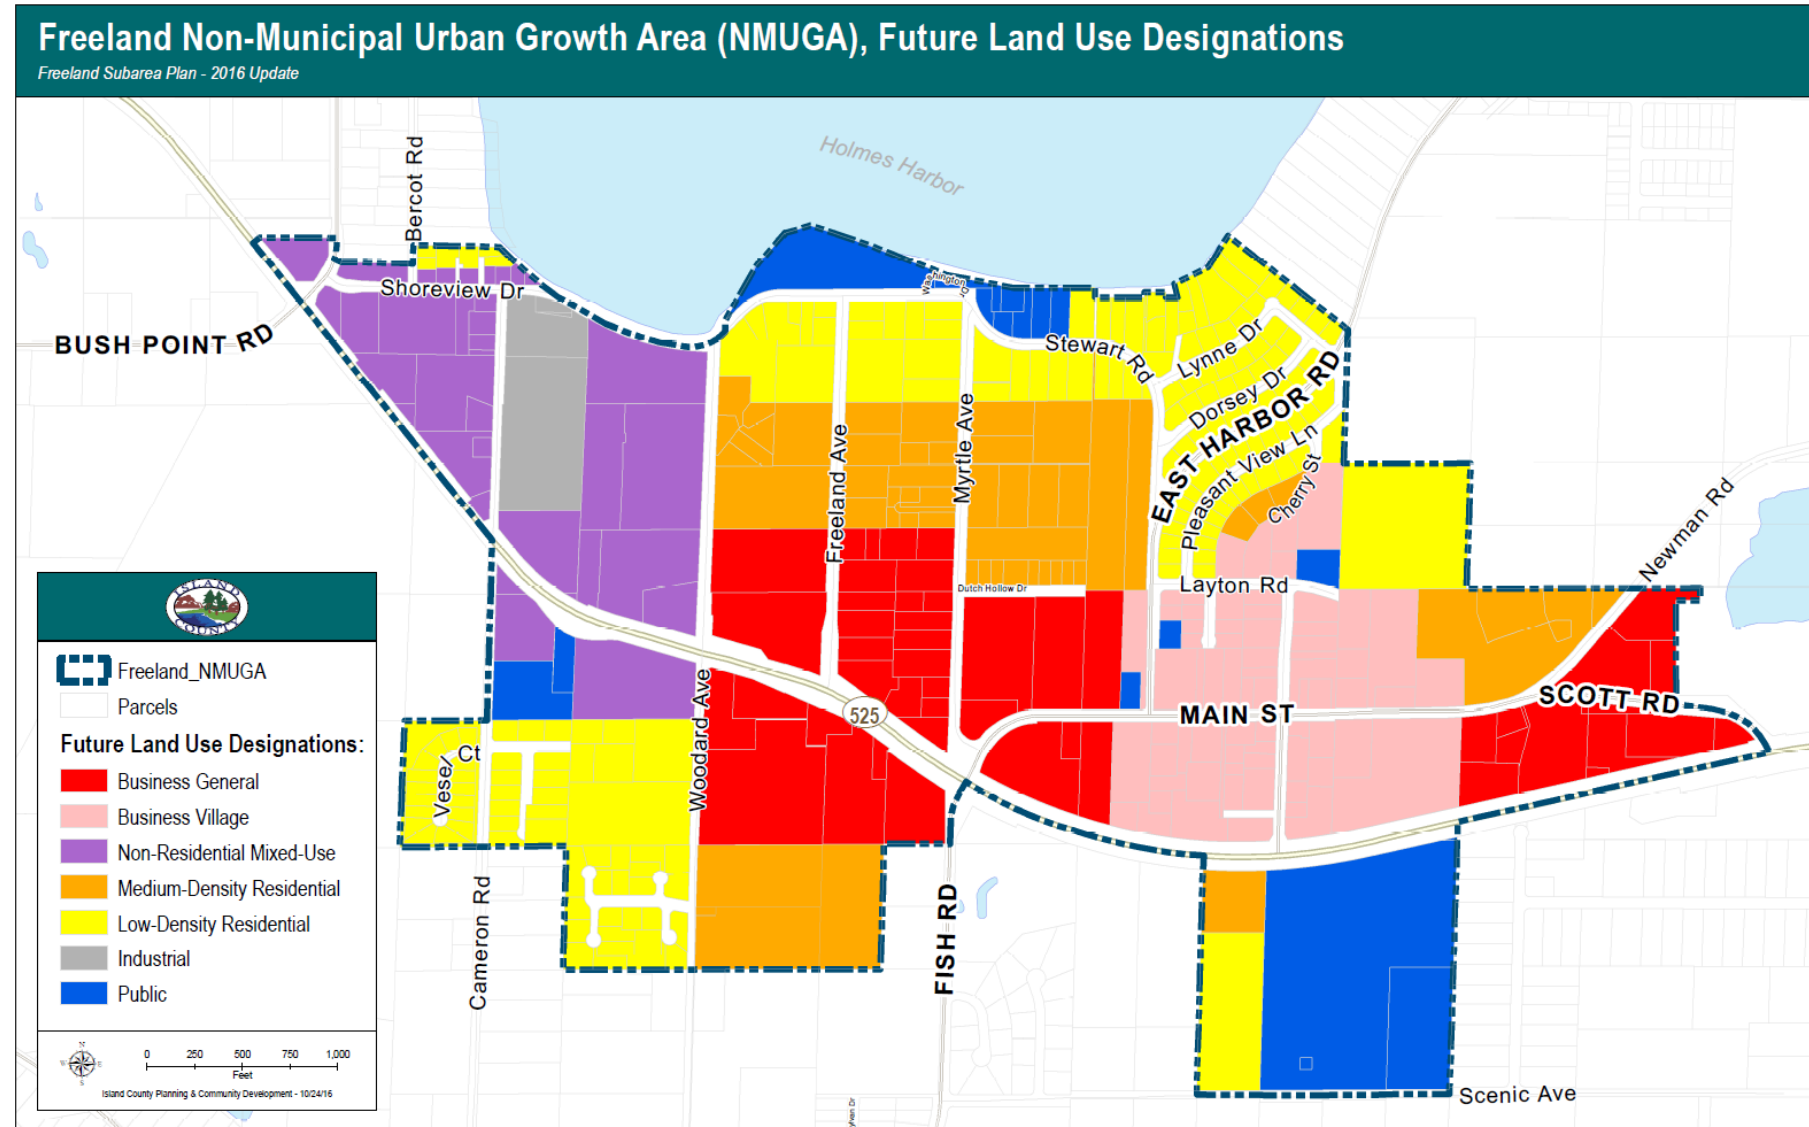 Freeland Non-Municipal Urban Growth Area (NMUGA), Future Land Use Designations
Freeland Subarea Plan - 2016 Update
Holmes Harbor
Bercot Rd
Shoreview Dr
BUSH POINT RD
Washington Dr
Stewart Rd
Lynne Dr
Dorsey Dr
EAST HARBOR RD
Pleasant View Ln
Cherry St
Freeland Ave
Myrtle Ave
Newman Rd
Dutch Hollow Dr
Layton Rd
MAIN ST
SCOTT RD
525
Woodard Ave
Vesey Ct
Cameron Rd
FISH RD
Scenic Ave
ISLAND
COUNTY
Freeland_NMUGA
Parcels
Future Land Use Designations:
Business General
Business Village
Non-Residential Mixed-Use
Medium-Density Residential
Low-Density Residential
Industrial
Public
N
W E
S
0 250 500 750 1,000
Feet
Island County Planning & Community Development - 10/24/16